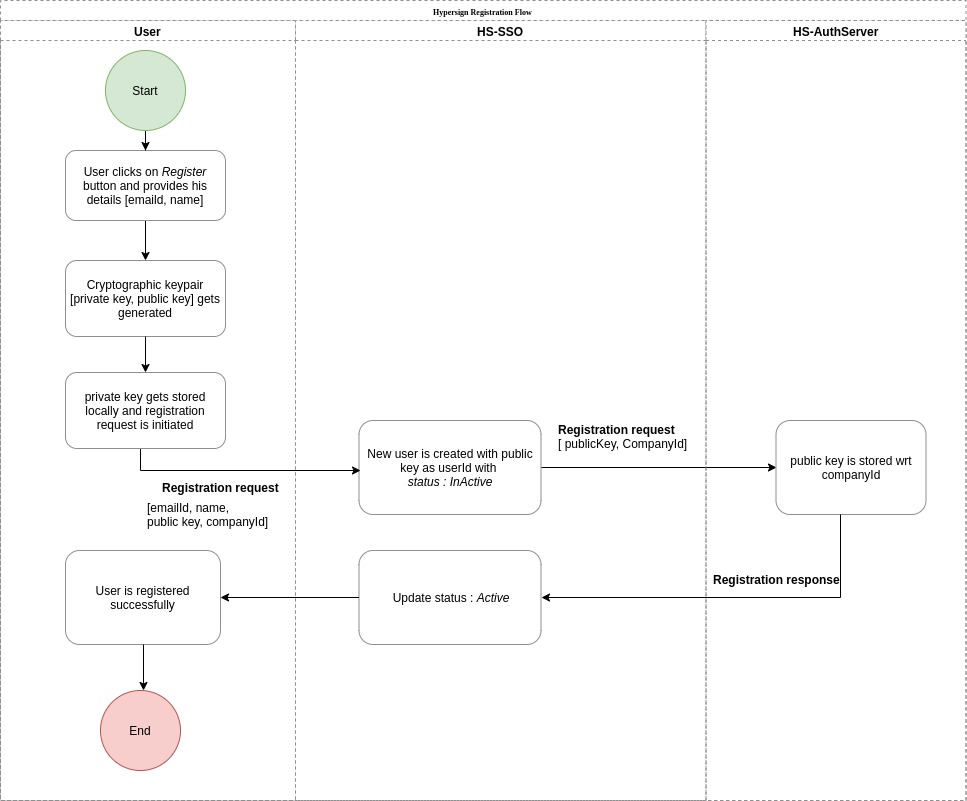 Hypersign Registration Flow
User
HS-SSO
HS-AuthServer
Start
User clicks on Register
button and provides his
details [emaild, name]
Cryptographic keypair
[private key, public key] gets
generated
private key gets stored
locally and registration
request is initiated
Registration request
[emailId, name,
public key, companyId]
New user is created with public
key as userId with
status : InActive
Registration request
[ publicKey, CompanyId]
public key is stored wrt
companyId
Registration response
Update status : Active
User is registered
successfully
End